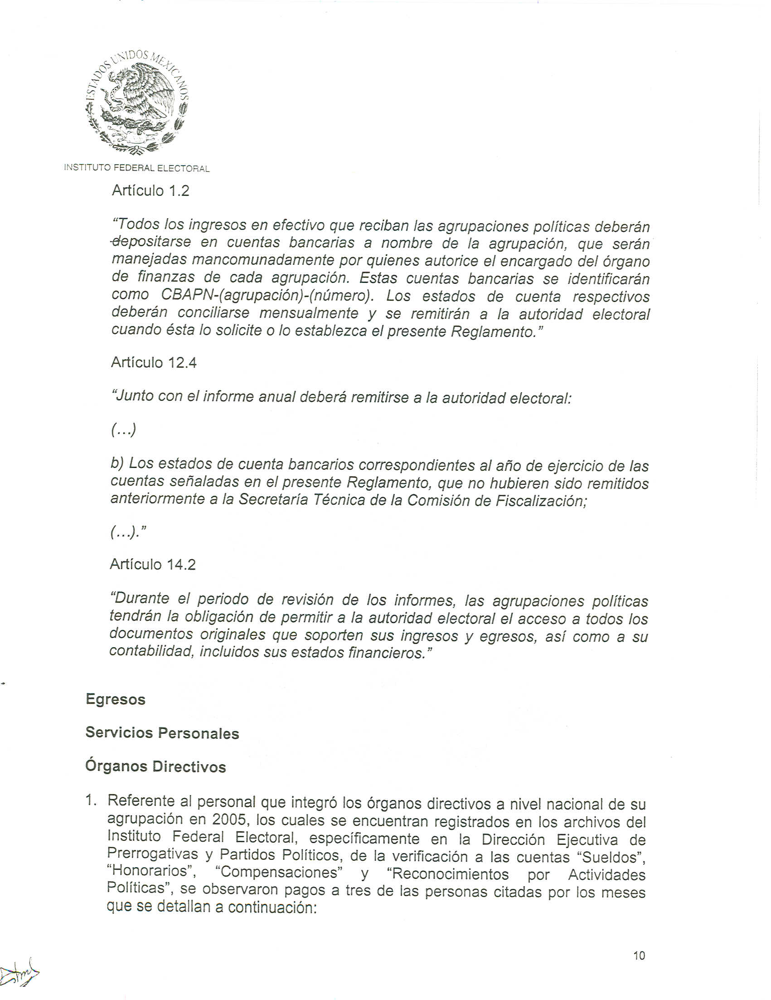 ESTADOS UNIDOS MEXICANOS
INSTITUTO FEDERAL ELECTORAL
Artículo 1.2
“Todos los ingresos en efectivo que reciban las agrupaciones políticas deberán
depositarse en cuentas bancarias a nombre de la agrupación, que serán
manejadas mancomunadamente por quienes autorice el encargado del órgano
de finanzas de cada agrupación. Estas cuentas bancarias se identificarán
como CBAPN-(agrupación)-(número). Los estados de cuenta respectivos
deberán conciliarse mensualmente y se remitirán a la autoridad electoral
cuando ésta lo solicite o lo establezca el presente Reglamento.”
Artículo 12.4
“Junto con el informe anual deberá remitirse a la autoridad electoral:
(...)
b) Los estados de cuenta bancarios correspondientes al año de ejercicio de las
cuentas señaladas en el presente Reglamento, que no hubieren sido remitidos
anteriormente a la Secretaría Técnica de la Comisión de Fiscalización;
(...).”
Artículo 14.2
“Durante el periodo de revisión de los informes, las agrupaciones políticas
tendrán la obligación de permitir a la autoridad electoral el acceso a todos los
documentos originales que soporten sus ingresos y egresos, así como a su
contabilidad, incluidos sus estados financieros.”
Egresos
Servicios Personales
Órganos Directivos
1. Referente al personal que integró los órganos directivos a nivel nacional de su
agrupación en 2005, los cuales se encuentran registrados en los archivos del
Instituto Federal Electoral, específicamente en la Dirección Ejecutiva de
Prerrogativas y Partidos Políticos, de la verificación a las cuentas “Sueldos”,
“Honorarios”, “Compensaciones” y “Reconocimientos por Actividades
Políticas”, se observaron pagos a tres de las personas citadas por los meses
que se detallan a continuación:
10